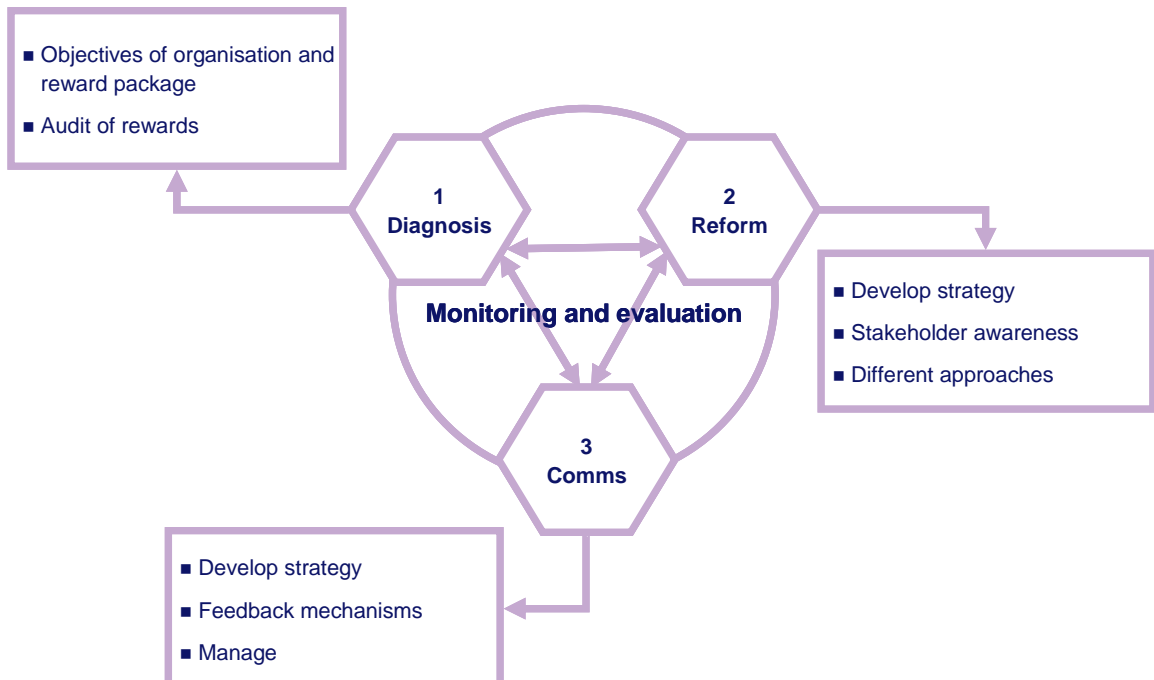 ■ Objectives of organisation and
reward package
■ Audit of rewards
1
Diagnosis
2
Reform
■ Develop strategy
■ Stakeholder awareness
■ Different approaches
Monitoring and evaluation
3
Comms
■ Develop strategy
■ Feedback mechanisms
■ Manage